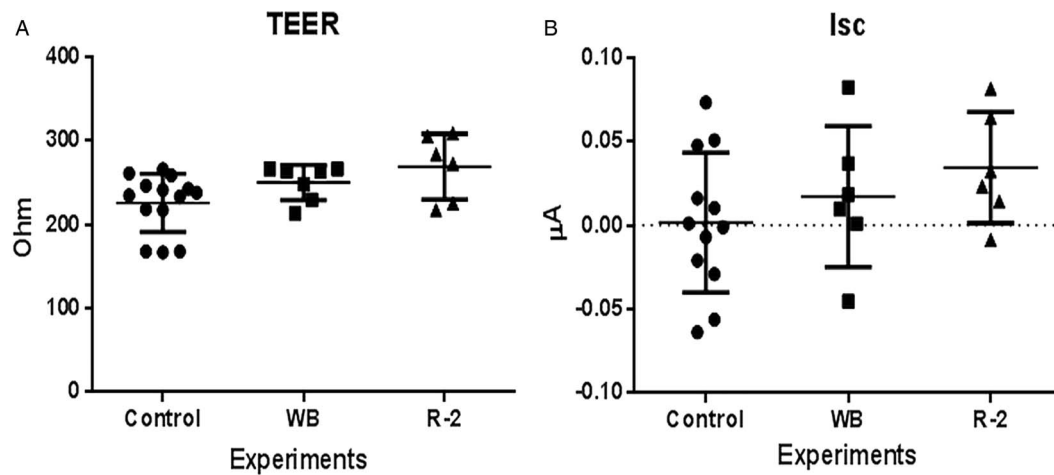 A
TEER
400
300
200
100
0
Ohm
Control WB R-2
Experiments
B
Isc
0.10
0.05
0.00
-0.05
-0.10
µA
Control WB R-2
Experiments